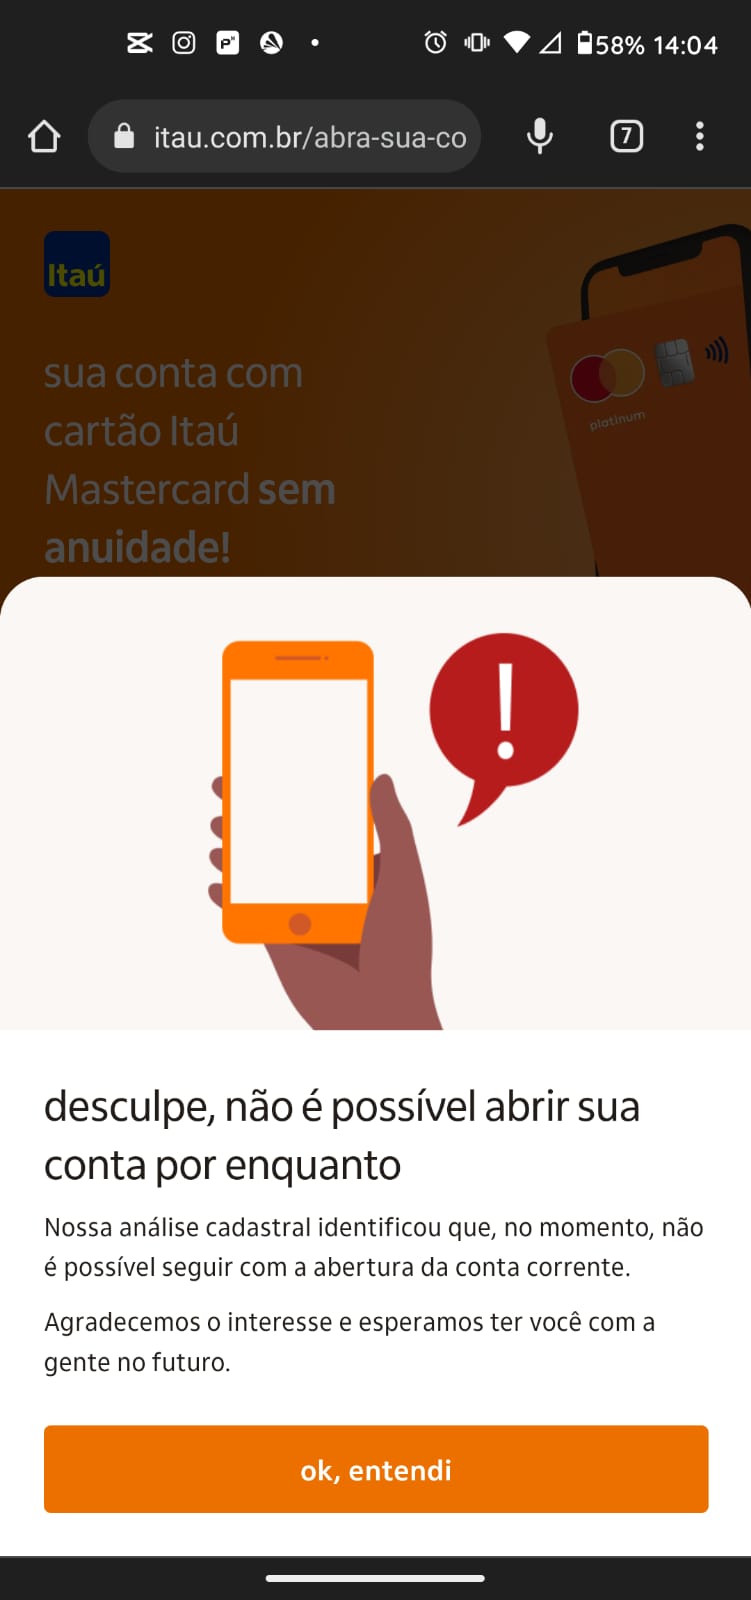 58% 14:04
itau.com.br/abra-sua-co
7
Itaú
sua conta com
cartão Itaú
Mastercard sem
anuidade!
platinum
desculpe, não é possível abrir sua
conta por enquanto
Nossa análise cadastral identificou que, no momento, não
é possível seguir com a abertura da conta corrente.
Agradecemos o interesse e esperamos ter você com a
gente no futuro.
ok, entendi